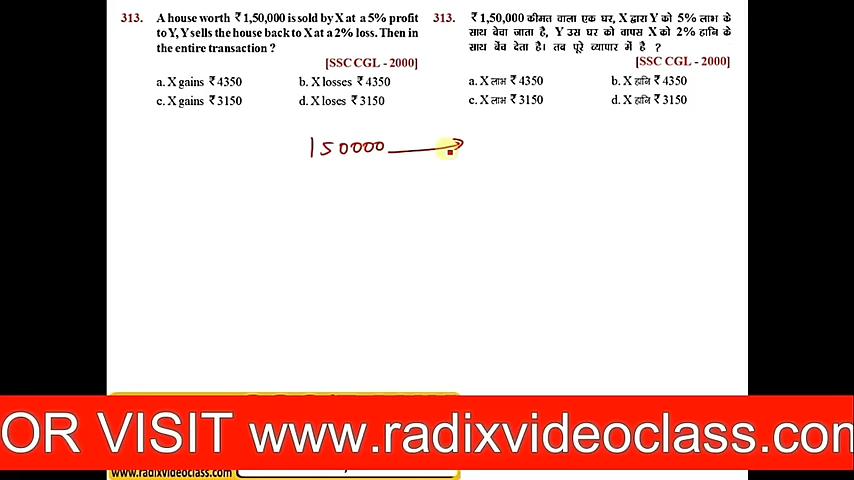 313. A house worth ₹ 1,50,000 is sold by X at a 5% profit
to Y, Y sells the house back to X at a 2% loss. Then in
the entire transaction ?
[SSC CGL - 2000]
a. X gains ₹ 4350 b. X losses ₹ 4350
c. X gains ₹ 3150 d. X loses ₹ 3150
313. ₹ 1,50,000 कीमत वाला एक घर, X द्वारा Y को 5% लाभ के
साथ बेचा जाता है, Y उस घर को वापस X को 2% हानि के
साथ बेंच देता है। तब पूरे व्यापार में है ?
[SSC CGL - 2000]
a. X लाभ ₹ 4350 b. X हानि ₹ 4350
c. X लाभ ₹ 3150 d. X हानि ₹ 3150
150000
OR VISIT www.radixvideoclass.com
www.radixvideoclass.com